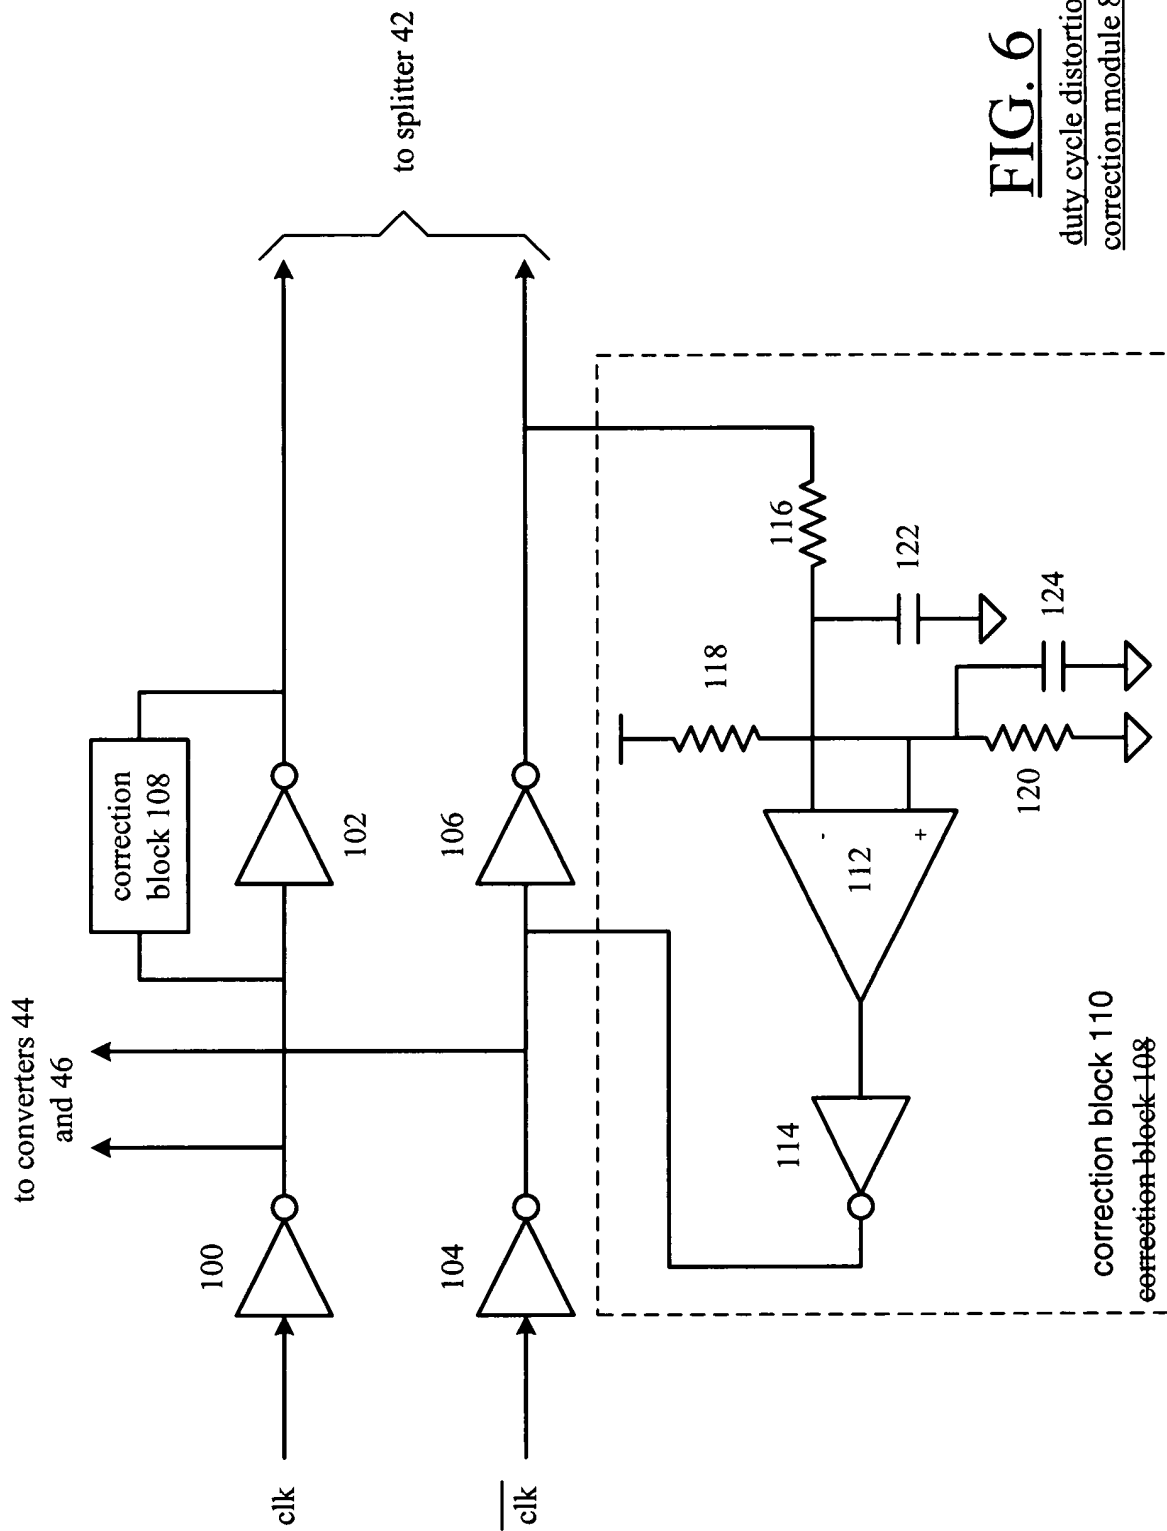 to converters 44
and 46
correction
block 108
clk
100
102
to splitter 42
clk
104
106
118
116
122
124
120
-
+
112
114
correction block 110
correction block 108
FIG. 6
duty cycle distortio
correction module 8